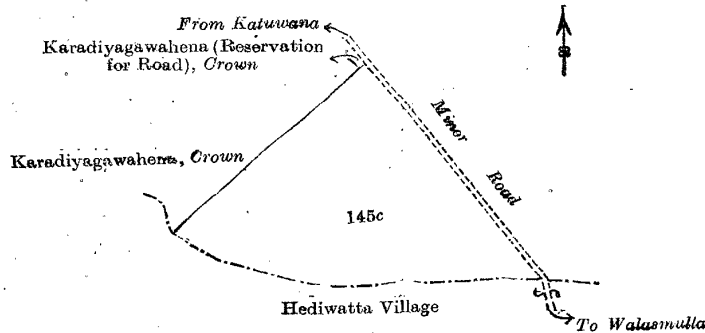 From Katuwana
Karadiyagawahena (Reservation
for Road), Crown
Minor
Road
Karadiyagawahena, Crown
145c
Hediwatta Village
To Walasmulla